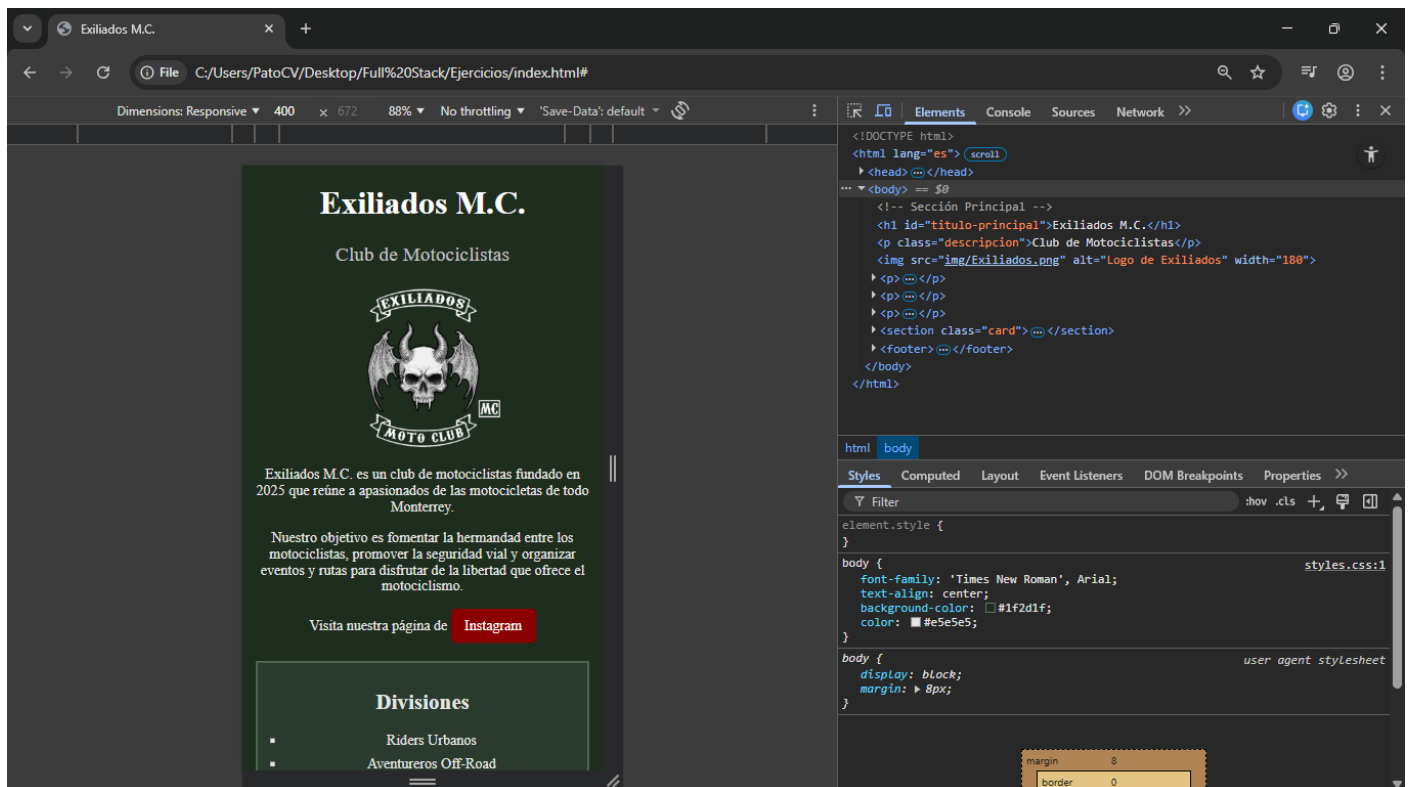 Exiliados M.C.
File C:/Users/PatoCV/Desktop/Full%20Stack/Ejercicios/index.html#
Dimensions: Responsive 400 × 672 88% No throttling 'Save-Data': default
Exiliados M.C.
Club de Motociclistas
EXILIADOS
MC
MOTO CLUB
Exiliados M.C. es un club de motociclistas fundado en
2025 que reúne a apasionados de las motocicletas de todo
Monterrey.
Nuestro objetivo es fomentar la hermandad entre los
motociclistas, promover la seguridad vial y organizar
eventos y rutas para disfrutar de la libertad que ofrece el
motociclismo.
Visita nuestra página de Instagram
Divisiones
Riders Urbanos
Aventureros Off-Road
Elements Console Sources Network
<!DOCTYPE html>
<html lang="es"> scroll
<head> … </head>
… <body> == $0
<!-- Sección Principal -->
<h1 id="titulo-principal">Exiliados M.C.</h1>
<p class="descripcion">Club de Motociclistas</p>
<img src="img/Exiliados.png" alt="Logo de Exiliados" width="180">
<p> … </p>
<p> … </p>
<p> … </p>
<section class="card"> … </section>
<footer> … </footer>
</body>
</html>
html body
Styles Computed Layout Event Listeners DOM Breakpoints Properties
Filter :hov .cls
element.style {
}
body { styles.css:1
font-family: 'Times New Roman', Arial;
text-align: center;
background-color: #1f2d1f;
color: #e5e5e5;
}
body { user agent stylesheet
display: block;
margin: 8px;
}
margin 8
border 0